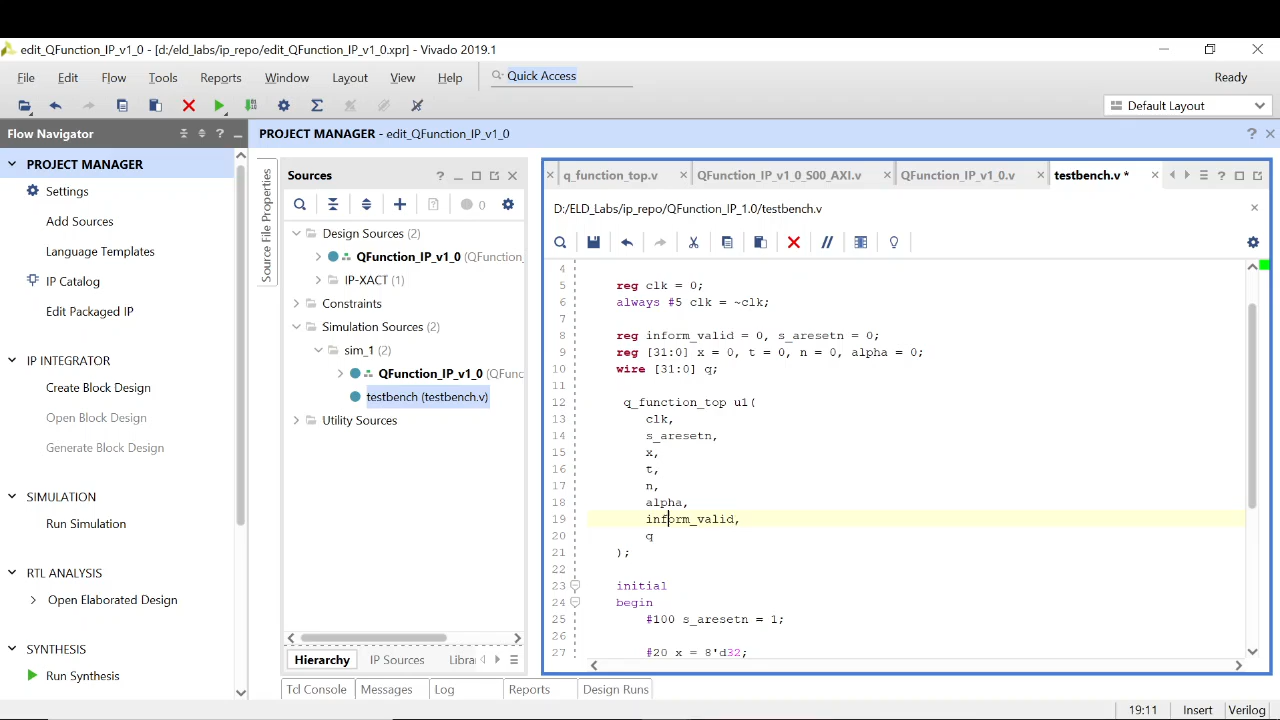 edit_QFunction_IP_v1_0 - [d:/eld_labs/ip_repo/edit_QFunction_IP_v1_0.xpr] - Vivado 2019.1
File Edit Flow Tools Reports Window Layout View Help Quick Access Ready
Default Layout
Flow Navigator
PROJECT MANAGER - edit_QFunction_IP_v1_0
PROJECT MANAGER
Settings
Add Sources
Language Templates
IP Catalog
Edit Packaged IP
IP INTEGRATOR
Create Block Design
Open Block Design
Generate Block Design
SIMULATION
Run Simulation
RTL ANALYSIS
Open Elaborated Design
SYNTHESIS
Run Synthesis
Source File Properties
Sources
0
Design Sources (2)
QFunction_IP_v1_0 (QFunction_
IP-XACT (1)
Constraints
Simulation Sources (2)
sim_1 (2)
QFunction_IP_v1_0 (QFunc
testbench (testbench.v)
Utility Sources
Hierarchy IP Sources Librar
q_function_top.v QFunction_IP_v1_0_S00_AXI.v QFunction_IP_v1_0.v testbench.v *
D:/ELD_Labs/ip_repo/QFunction_IP_1.0/testbench.v
4
5 reg clk = 0;
6 always #5 clk = ~clk;
7
8 reg inform_valid = 0, s_aresetn = 0;
9 reg [31:0] x = 0, t = 0, n = 0, alpha = 0;
10 wire [31:0] q;
11
12 q_function_top u1(
13 clk,
14 s_aresetn,
15 x,
16 t,
17 n,
18 alpha,
19 inform_valid,
20 q
21 );
22
23 initial
24 begin
25 #100 s_aresetn = 1;
26
27 #20 x = 8'd32;
Tcl Console Messages Log Reports Design Runs
19:11 Insert Verilog